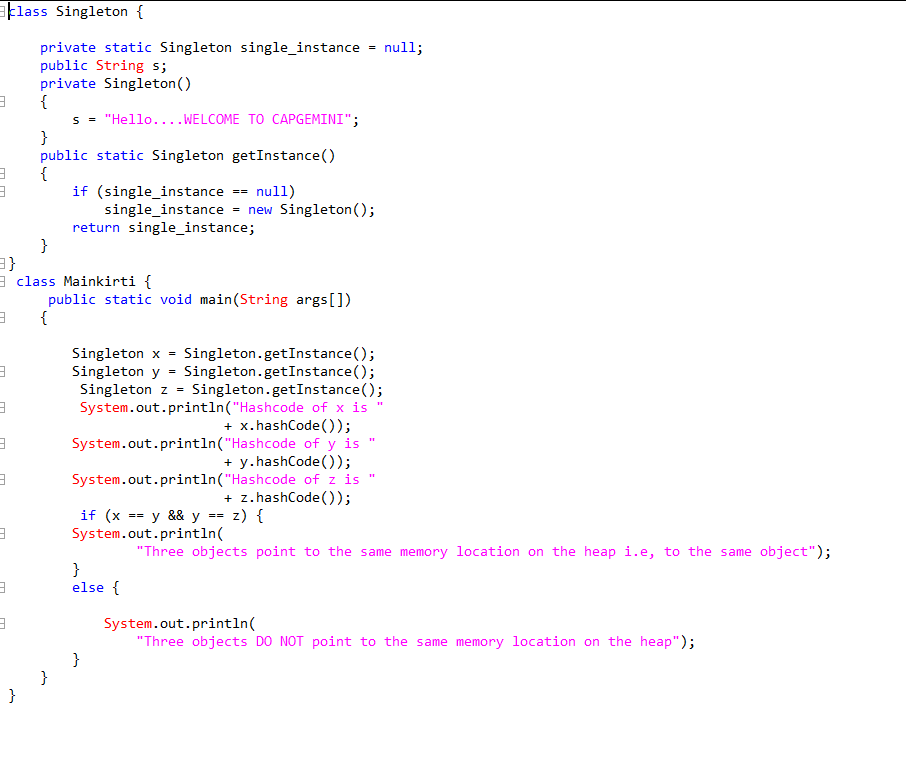 class Singleton {
private static Singleton single_instance = null;
public String s;
private Singleton()
{
s = "Hello....WELCOME TO CAPGEMINI";
}
public static Singleton getInstance()
{
if (single_instance == null)
single_instance = new Singleton();
return single_instance;
}
}
class Mainkirti {
public static void main(String args[])
{
Singleton x = Singleton.getInstance();
Singleton y = Singleton.getInstance();
Singleton z = Singleton.getInstance();
System.out.println("Hashcode of x is "
+ x.hashCode());
System.out.println("Hashcode of y is "
+ y.hashCode());
System.out.println("Hashcode of z is "
+ z.hashCode());
if (x == y && y == z) {
System.out.println(
"Three objects point to the same memory location on the heap i.e, to the same object");
}
else {
System.out.println(
"Three objects DO NOT point to the same memory location on the heap");
}
}
}